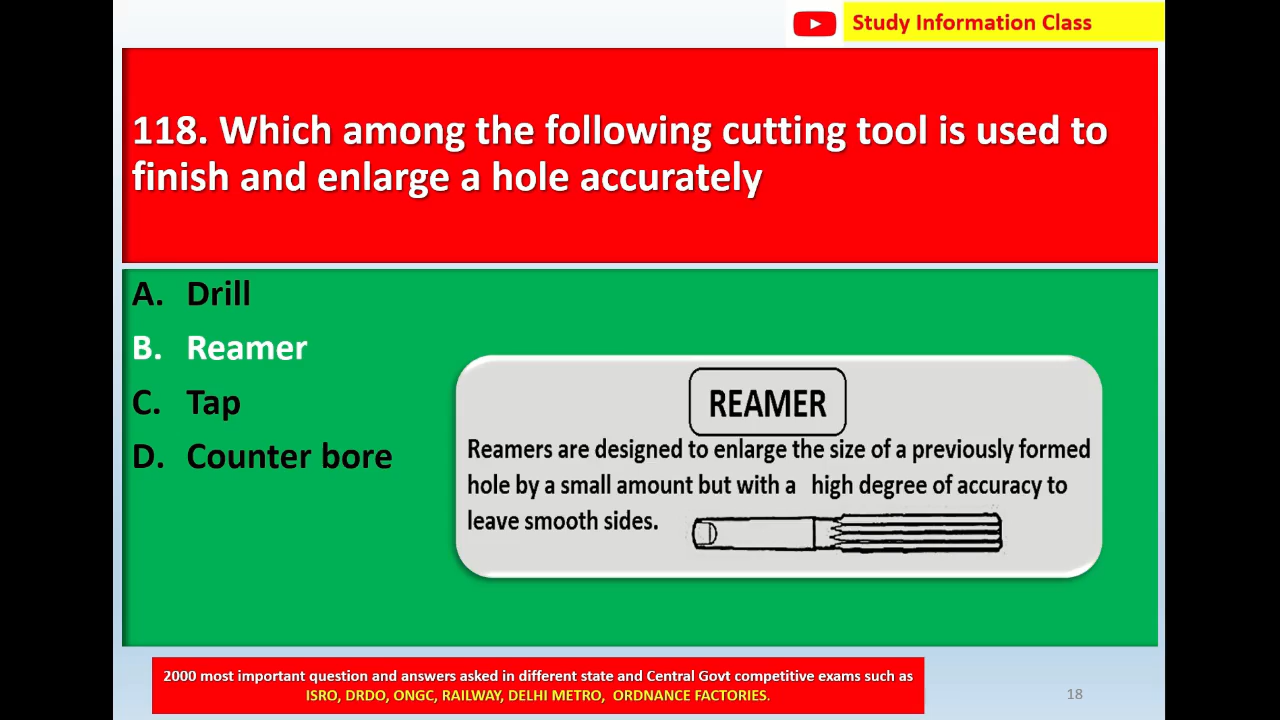 Study Information Class
118. Which among the following cutting tool is used to
finish and enlarge a hole accurately
A. Drill
B. Reamer
C. Tap
D. Counter bore
REAMER
Reamers are designed to enlarge the size of a previously formed
hole by a small amount but with a high degree of accuracy to
leave smooth sides.
2000 most important question and answers asked in different state and Central Govt competitive exams such as
ISRO, DRDO, ONGC, RAILWAY, DELHI METRO, ORDNANCE FACTORIES.
18